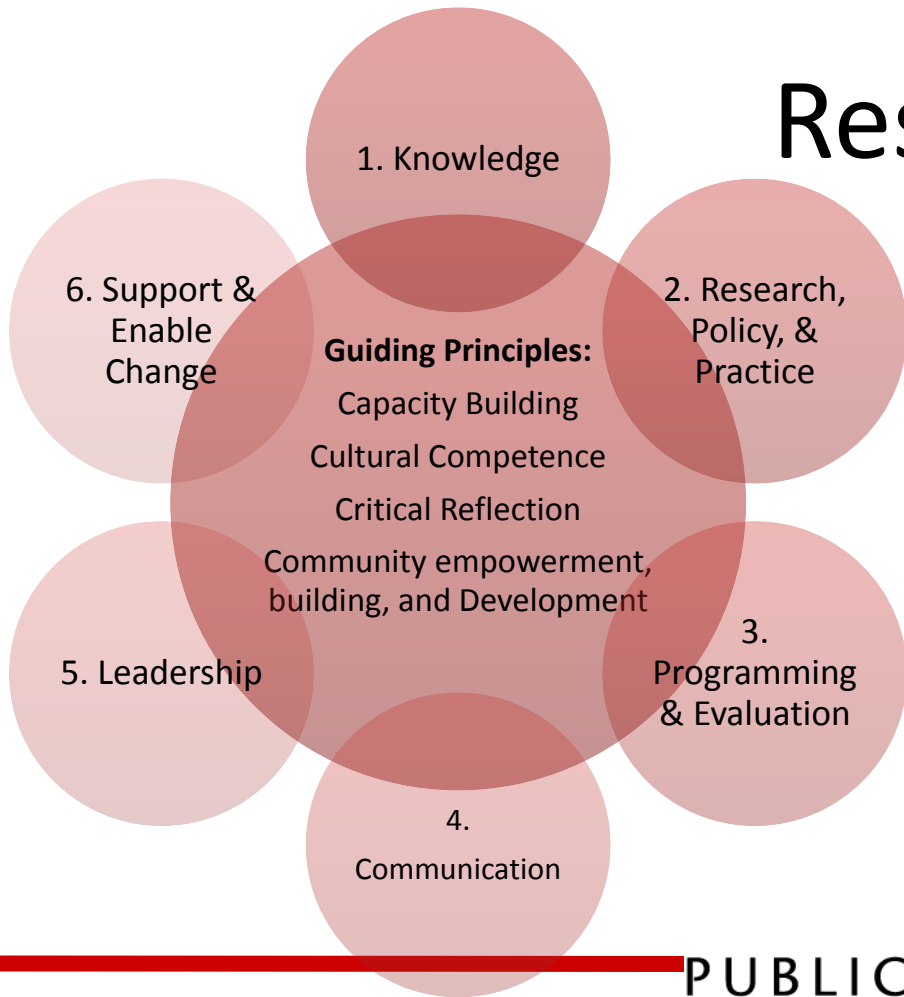 Res
1. Knowledge
2. Research,
Policy, &
Practice
3.
Programming
& Evaluation
4.
Communication
5. Leadership
6. Support &
Enable
Change
Guiding Principles:
Capacity Building
Cultural Competence
Critical Reflection
Community empowerment,
building, and Development
PUBLIC